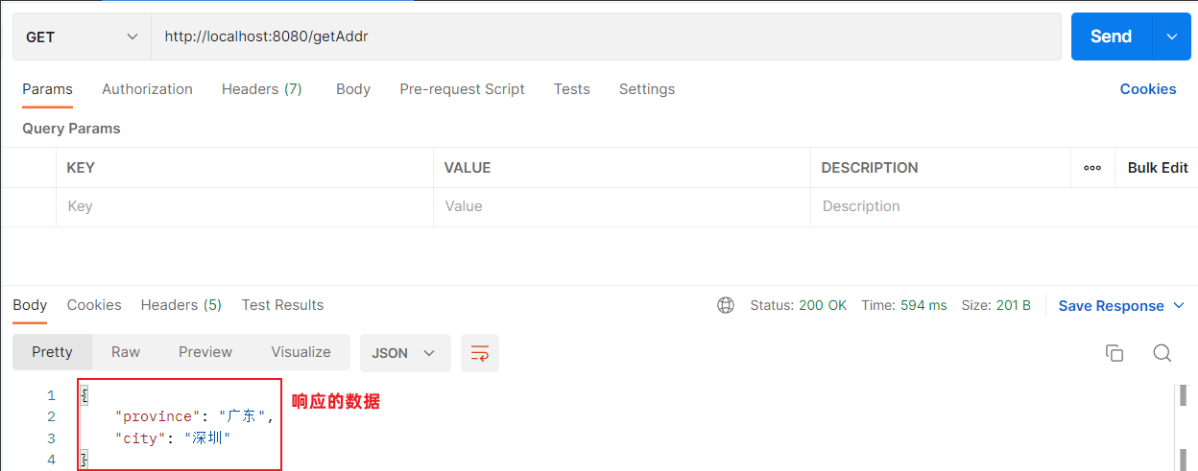 GET http://localhost:8080/getAddr Send
Params Authorization Headers (7) Body Pre-request Script Tests Settings Cookies
Query Params
KEY VALUE DESCRIPTION ooo Bulk Edit
Key Value Description
Body Cookies Headers (5) Test Results Status: 200 OK Time: 594 ms Size: 201 B Save Response
Pretty Raw Preview Visualize JSON
1 {
响应的数据
2 "province": "广东",
3 "city": "深圳"
4 }